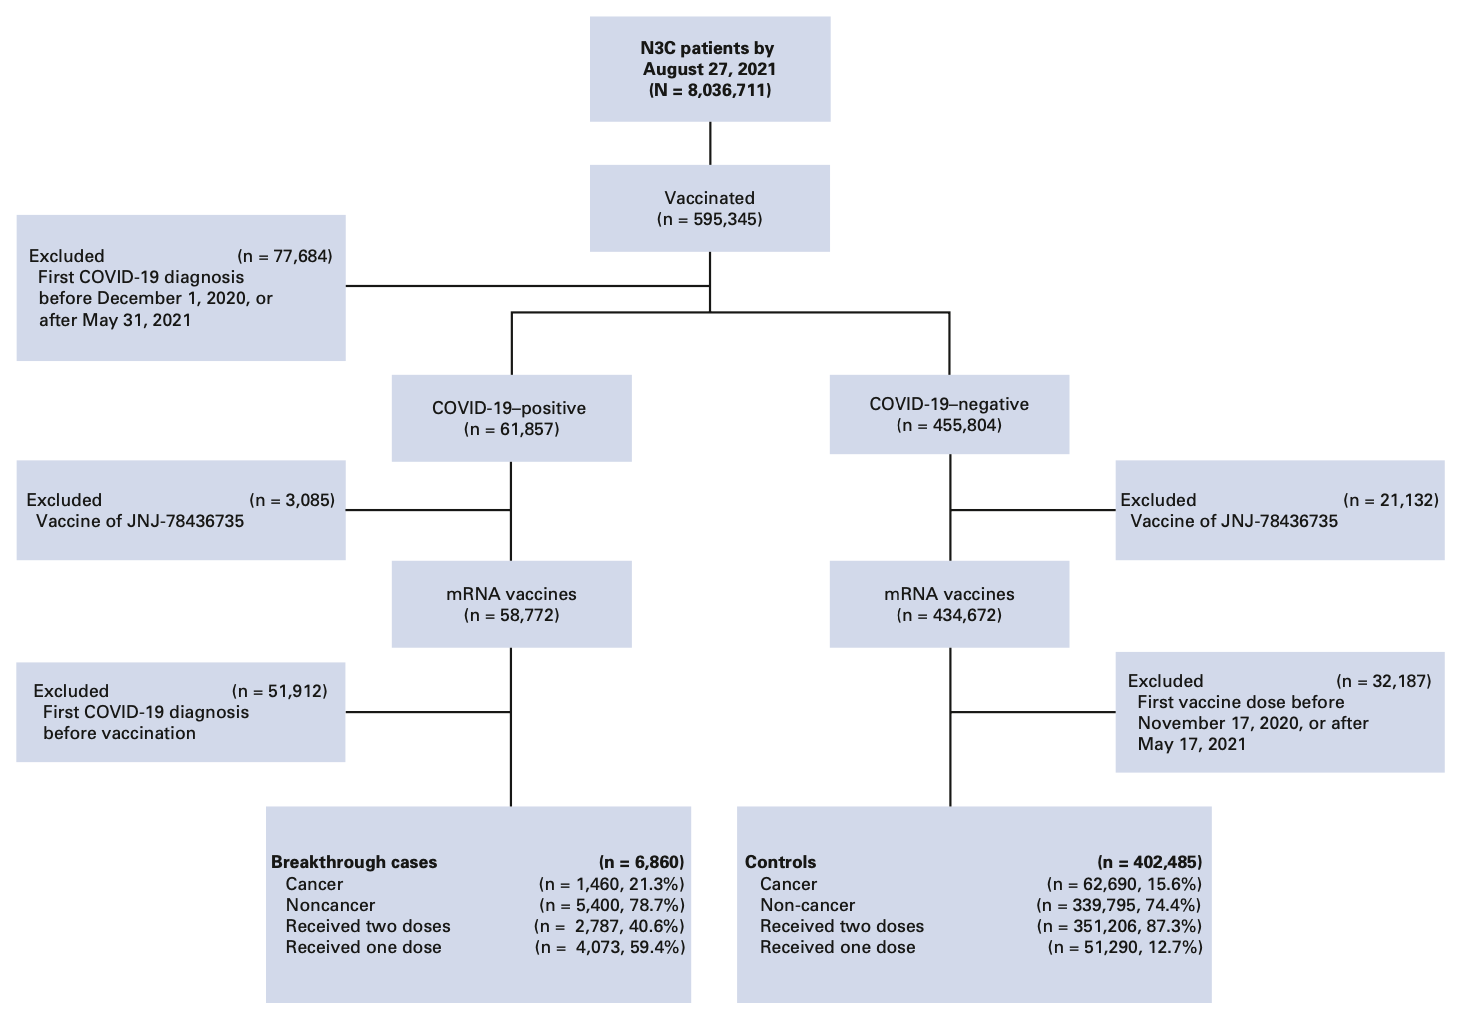 N3C patients by
August 27, 2021
(N = 8,036,711)
Vaccinated
(n = 595,345)
Excluded (n = 77,684)
First COVID-19 diagnosis
before December 1, 2020, or
after May 31, 2021
COVID-19–positive
(n = 61,857)
COVID-19–negative
(n = 455,804)
Excluded (n = 3,085)
Vaccine of JNJ-78436735
Excluded (n = 21,132)
Vaccine of JNJ-78436735
mRNA vaccines
(n = 58,772)
mRNA vaccines
(n = 434,672)
Excluded (n = 51,912)
First COVID-19 diagnosis
before vaccination
Excluded (n = 32,187)
First vaccine dose before
November 17, 2020, or after
May 17, 2021
Breakthrough cases (n = 6,860)
Cancer (n = 1,460, 21.3%)
Noncancer (n = 5,400, 78.7%)
Received two doses (n = 2,787, 40.6%)
Received one dose (n = 4,073, 59.4%)
Controls (n = 402,485)
Cancer (n = 62,690, 15.6%)
Non-cancer (n = 339,795, 74.4%)
Received two doses (n = 351,206, 87.3%)
Received one dose (n = 51,290, 12.7%)